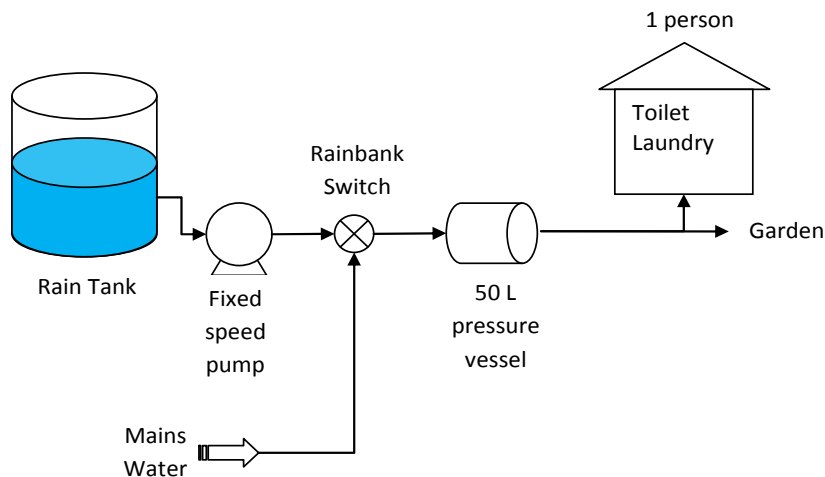 1 person
Toilet
Laundry
Rainbank
Switch
Garden
Rain Tank
Fixed
speed
pump
50 L
pressure
vessel
Mains
Water